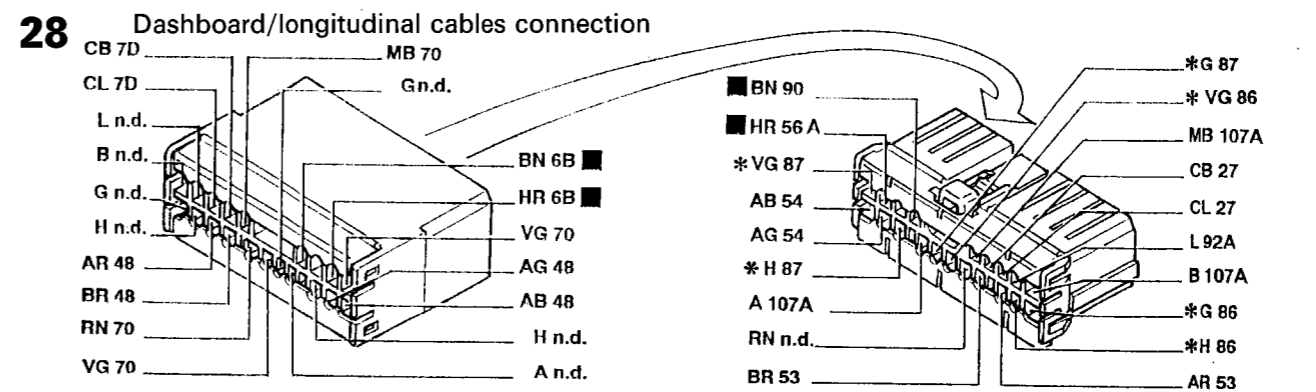 28 Dashboard/longitudinal cables connection
CB 7D
CL 7D
L n.d.
B n.d.
G n.d.
H n.d.
AR 48
BR 48
RN 70
VG 70
MB 70
Gn.d.
BN 6B
HR 6B
VG 70
AG 48
AB 48
H n.d.
A n.d.
BN 90
HR 56 A
*VG 87
AB 54
AG 54
*H 87
A 107A
RN n.d.
BR 53
*G 87
* VG 86
MB 107A
CB 27
CL 27
L 92A
B 107A
*G 86
*H 86
AR 53